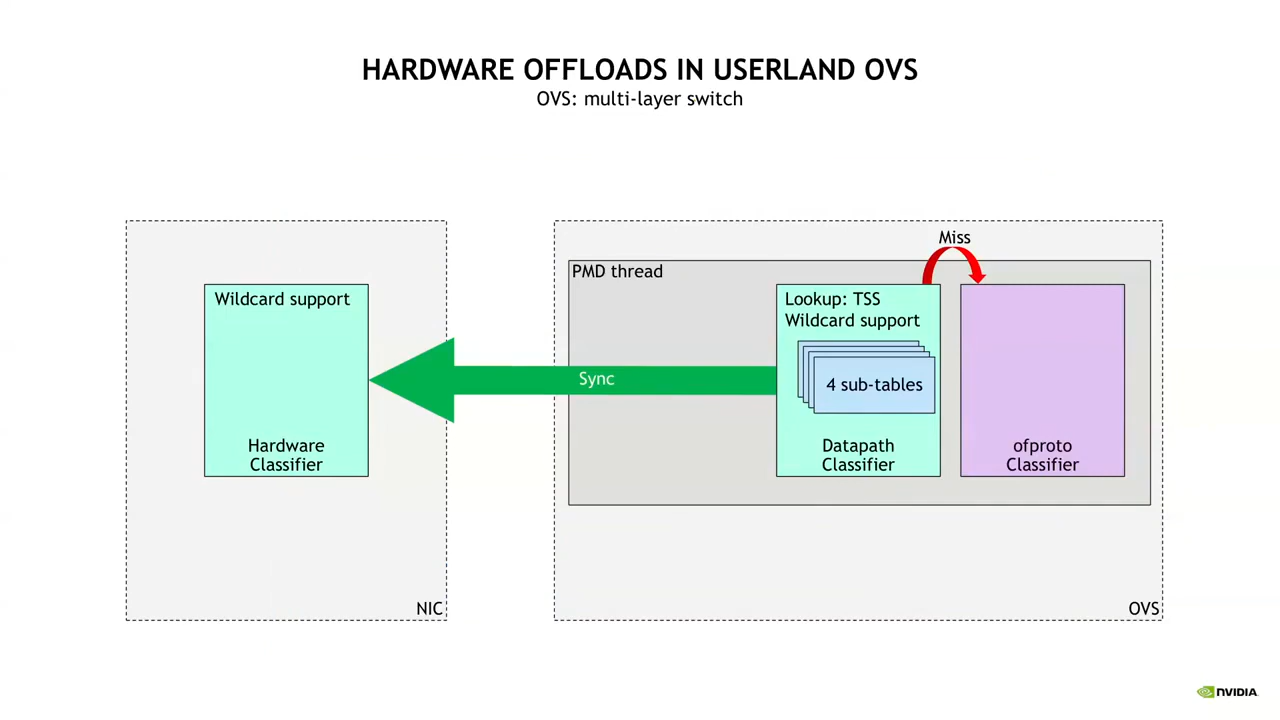 HARDWARE OFFLOADS IN USERLAND OVS
OVS: multi-layer switch
Miss
PMD thread
Wildcard support
Lookup: TSS
Wildcard support
Sync
4 sub-tables
Hardware
Classifier
Datapath
Classifier
ofproto
Classifier
NIC
OVS
NVIDIA